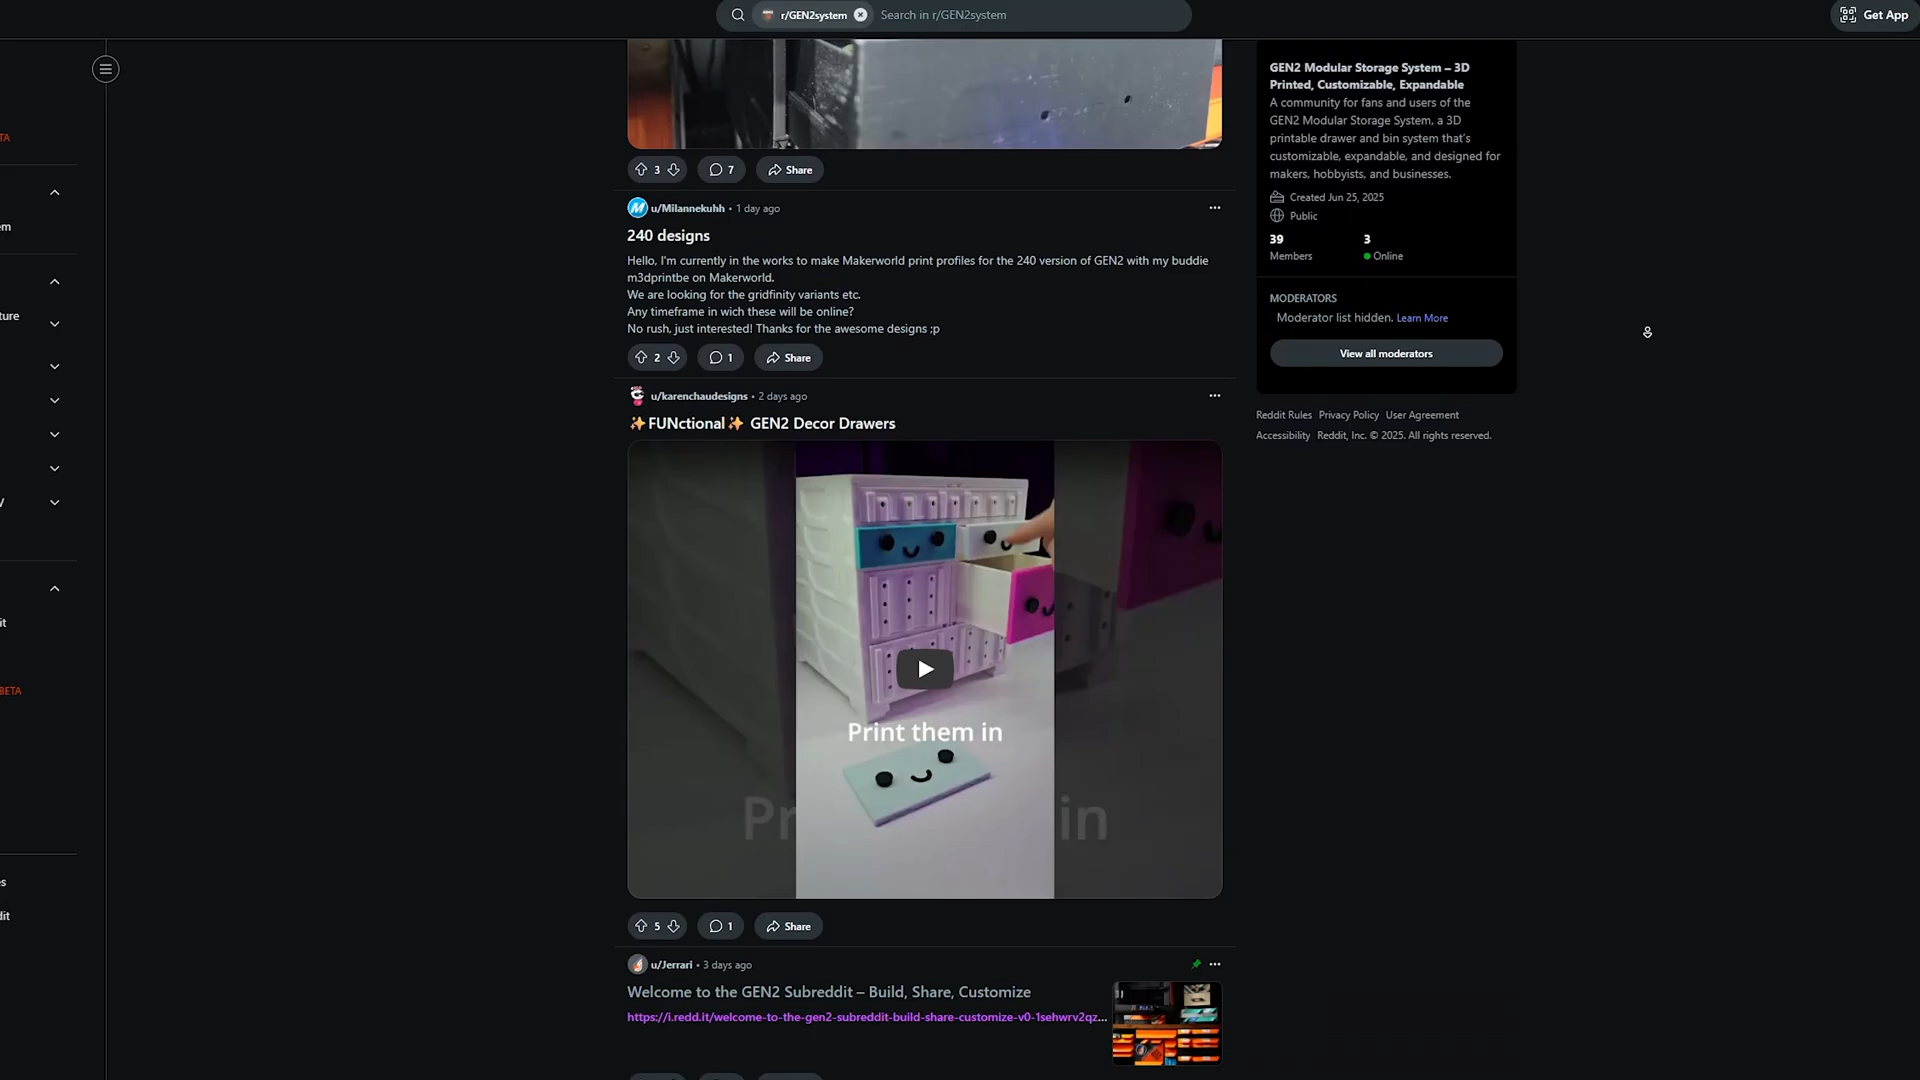 r/GEN2system
Search in r/GEN2system
Get App
TA
em
ture
V
it
BETA
es
dit
3
7
Share
u/Milannekuhh • 1 day ago
240 designs
Hello, I'm currently in the works to make Makerworld print profiles for the 240 version of GEN2 with my buddie
m3dprintbe on Makerworld.
We are looking for the gridfinity variants etc.
Any timeframe in wich these will be online?
No rush, just interested! Thanks for the awesome designs ;p
2
1
Share
u/karenchaudesigns • 2 days ago
✨FUNctional✨ GEN2 Decor Drawers
Print them in
Pr in
5
1
Share
u/Jerrari • 3 days ago
Welcome to the GEN2 Subreddit – Build, Share, Customize
https://i.redd.it/welcome-to-the-gen2-subreddit-build-share-customize-v0-1sehwrv2qz...
GEN2 Modular Storage System – 3D
Printed, Customizable, Expandable
A community for fans and users of the
GEN2 Modular Storage System, a 3D
printable drawer and bin system that's
customizable, expandable, and designed for
makers, hobbyists, and businesses.
Created Jun 25, 2025
Public
39
3
Members
Online
MODERATORS
Moderator list hidden. Learn More
View all moderators
Reddit Rules Privacy Policy User Agreement
Accessibility Reddit, Inc. © 2025. All rights reserved.